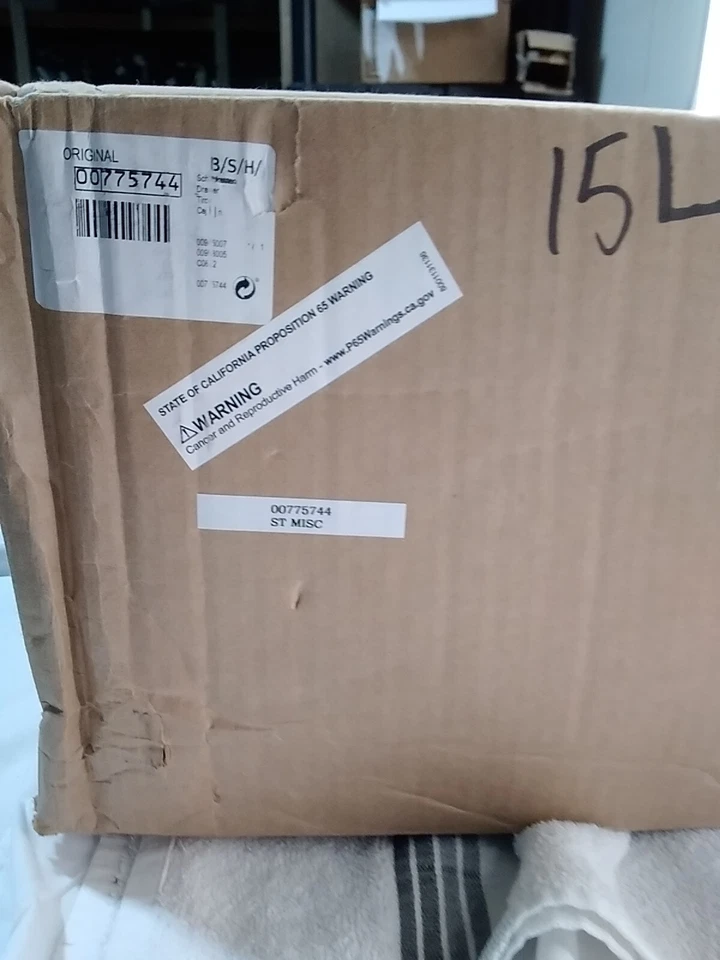 ORIGINAL
B/S/H/
00775744
STATE OF CALIFORNIA PROPOSITION 65 WARNING
WARNING
Cancer and Reproductive Harm - www.P65Warnings.ca.gov
00775744
ST MISC
15L